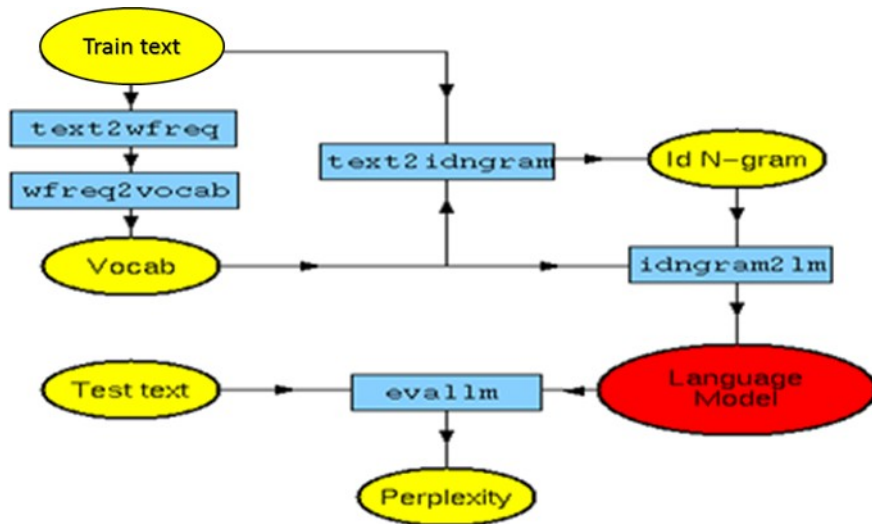 Train text
text2wfreq
text2idngram
Id N-gram
wfreq2vocab
Vocab
idngram2lm
Test text
evallm
Language
Model
Perplexity